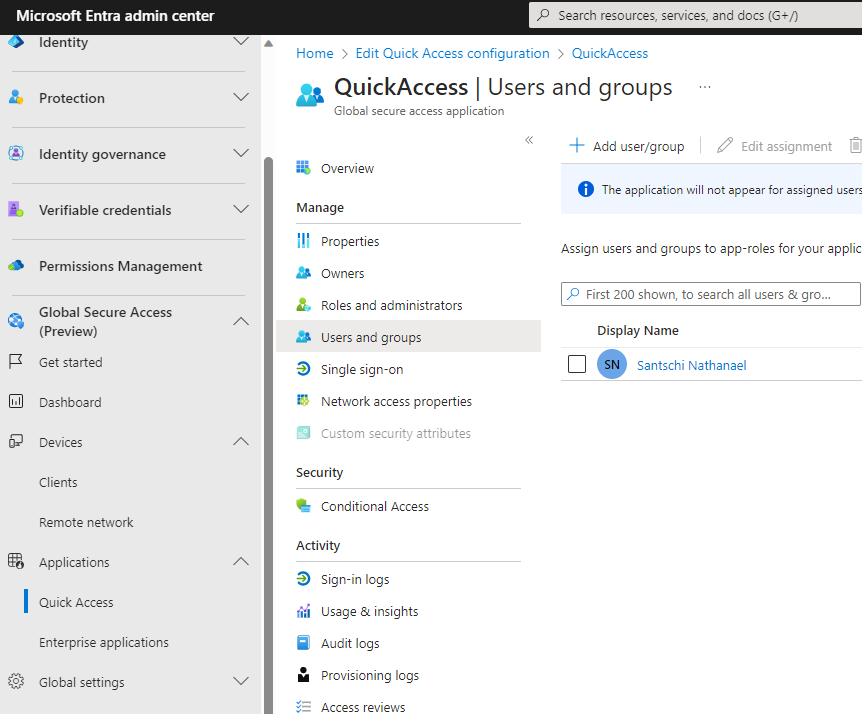 Microsoft Entra admin center
Search resources, services, and docs (G+/)
Identity
Protection
Identity governance
Verifiable credentials
Permissions Management
Global Secure Access
(Preview)
Get started
Dashboard
Devices
Clients
Remote network
Applications
Quick Access
Enterprise applications
Global settings
Home > Edit Quick Access configuration > QuickAccess
QuickAccess | Users and groups ...
Global secure access application
«
Overview
Manage
Properties
Owners
Roles and administrators
Users and groups
Single sign-on
Network access properties
Custom security attributes
Security
Conditional Access
Activity
Sign-in logs
Usage & insights
Audit logs
Provisioning logs
Access reviews
Add user/group
Edit assignment
The application will not appear for assigned users
Assign users and groups to app-roles for your applic
First 200 shown, to search all users & gro...
Display Name
SN Santschi Nathanael